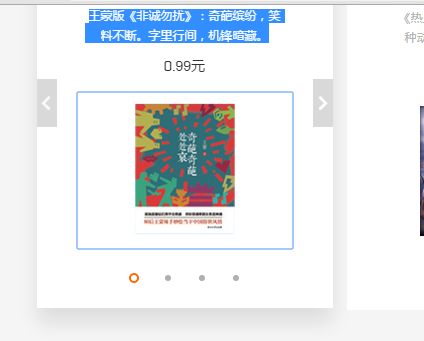 王蒙版《非诚勿扰》：奇葩缤纷，笑
料不断。字里行间，机锋暗藏。
0.99元
奇葩奇葩
处处哀
《热
种动